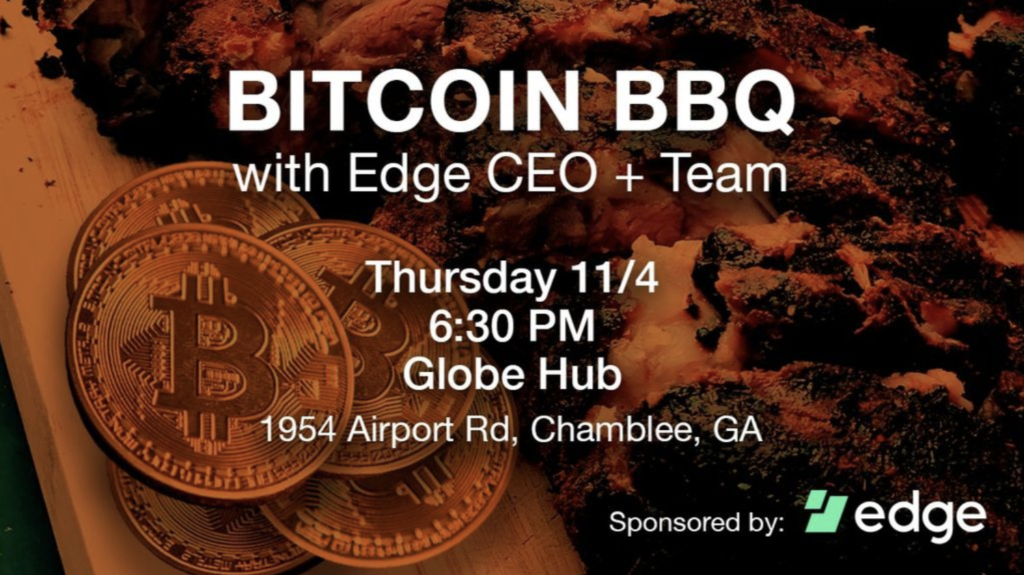 BITCOIN BBQ
with Edge CEO + Team
Thursday 11/4
6:30 PM
Globe Hub
1954 Airport Rd, Chamblee, GA
Sponsored by: edge